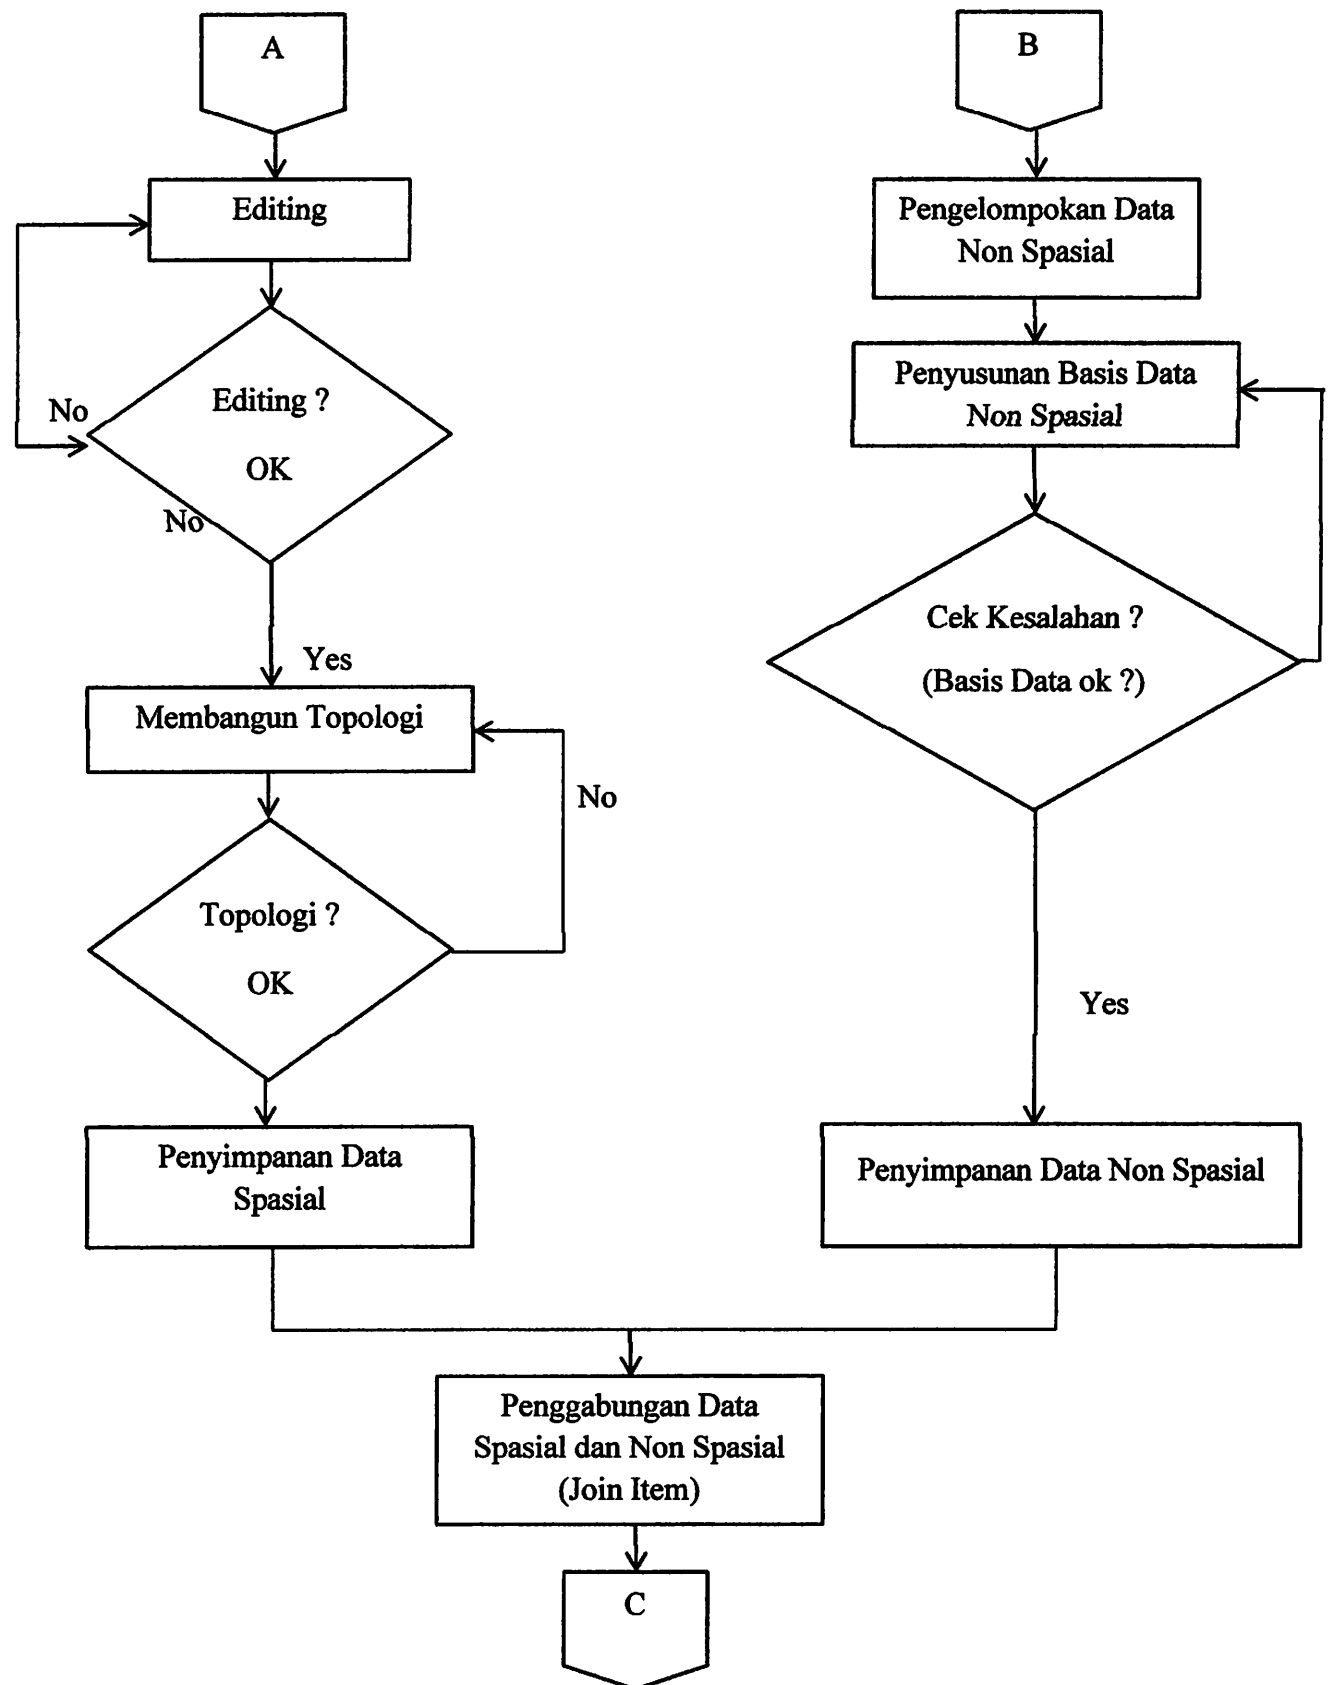 A
Editing
No
Editing ?
OK
No
Yes
Membangun Topologi
No
Topologi ?
OK
Penyimpanan Data
Spasial
B
Pengelompokan Data
Non Spasial
Penyusunan Basis Data
Non Spasial
Cek Kesalahan ?
(Basis Data ok ?)
Yes
Penyimpanan Data Non Spasial
Penggabungan Data
Spasial dan Non Spasial
(Join Item)
C